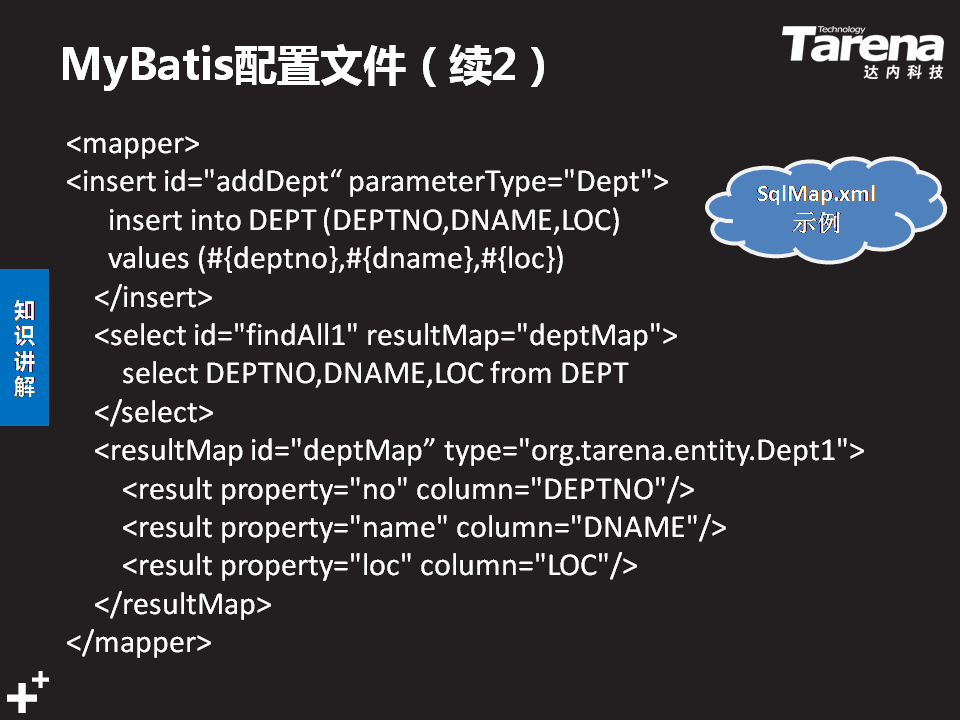 MyBatis配置文件（续2）
Technology
Tarena
达内科技
<mapper>
<insert id="addDept“ parameterType="Dept">
insert into DEPT (DEPTNO,DNAME,LOC)
values (#{deptno},#{dname},#{loc})
</insert>
<select id="findAll1" resultMap="deptMap">
select DEPTNO,DNAME,LOC from DEPT
</select>
<resultMap id="deptMap” type="org.tarena.entity.Dept1">
<result property="no" column="DEPTNO"/>
<result property="name" column="DNAME"/>
<result property="loc" column="LOC"/>
</resultMap>
</mapper>
SqlMap.xml
示例
知识讲解